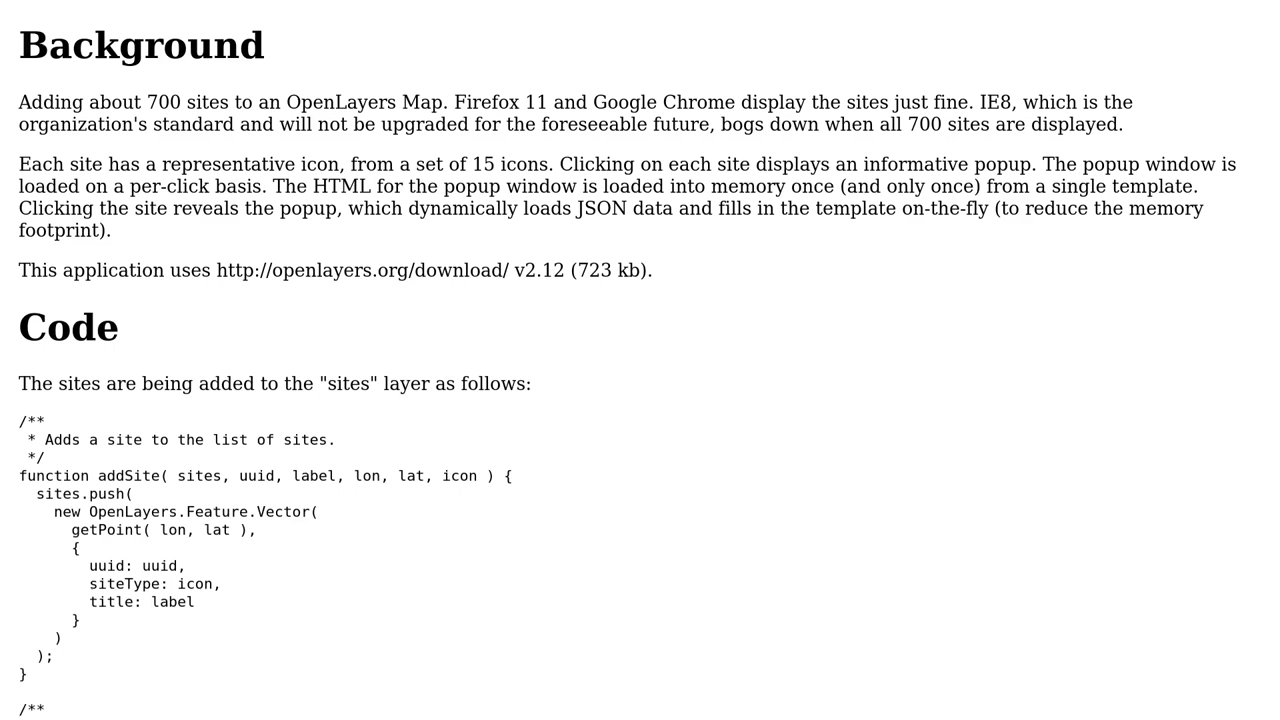 Background
Adding about 700 sites to an OpenLayers Map. Firefox 11 and Google Chrome display the sites just fine. IE8, which is the
organization's standard and will not be upgraded for the foreseeable future, bogs down when all 700 sites are displayed.
Each site has a representative icon, from a set of 15 icons. Clicking on each site displays an informative popup. The popup window is
loaded on a per-click basis. The HTML for the popup window is loaded into memory once (and only once) from a single template.
Clicking the site reveals the popup, which dynamically loads JSON data and fills in the template on-the-fly (to reduce the memory
footprint).
This application uses http://openlayers.org/download/ v2.12 (723 kb).
Code
The sites are being added to the "sites" layer as follows:
/**
 * Adds a site to the list of sites.
 */
function addSite( sites, uuid, label, lon, lat, icon ) {
  sites.push(
    new OpenLayers.Feature.Vector(
      getPoint( lon, lat ),
      {
        uuid: uuid,
        siteType: icon,
        title: label
      }
    )
  );
}
/**